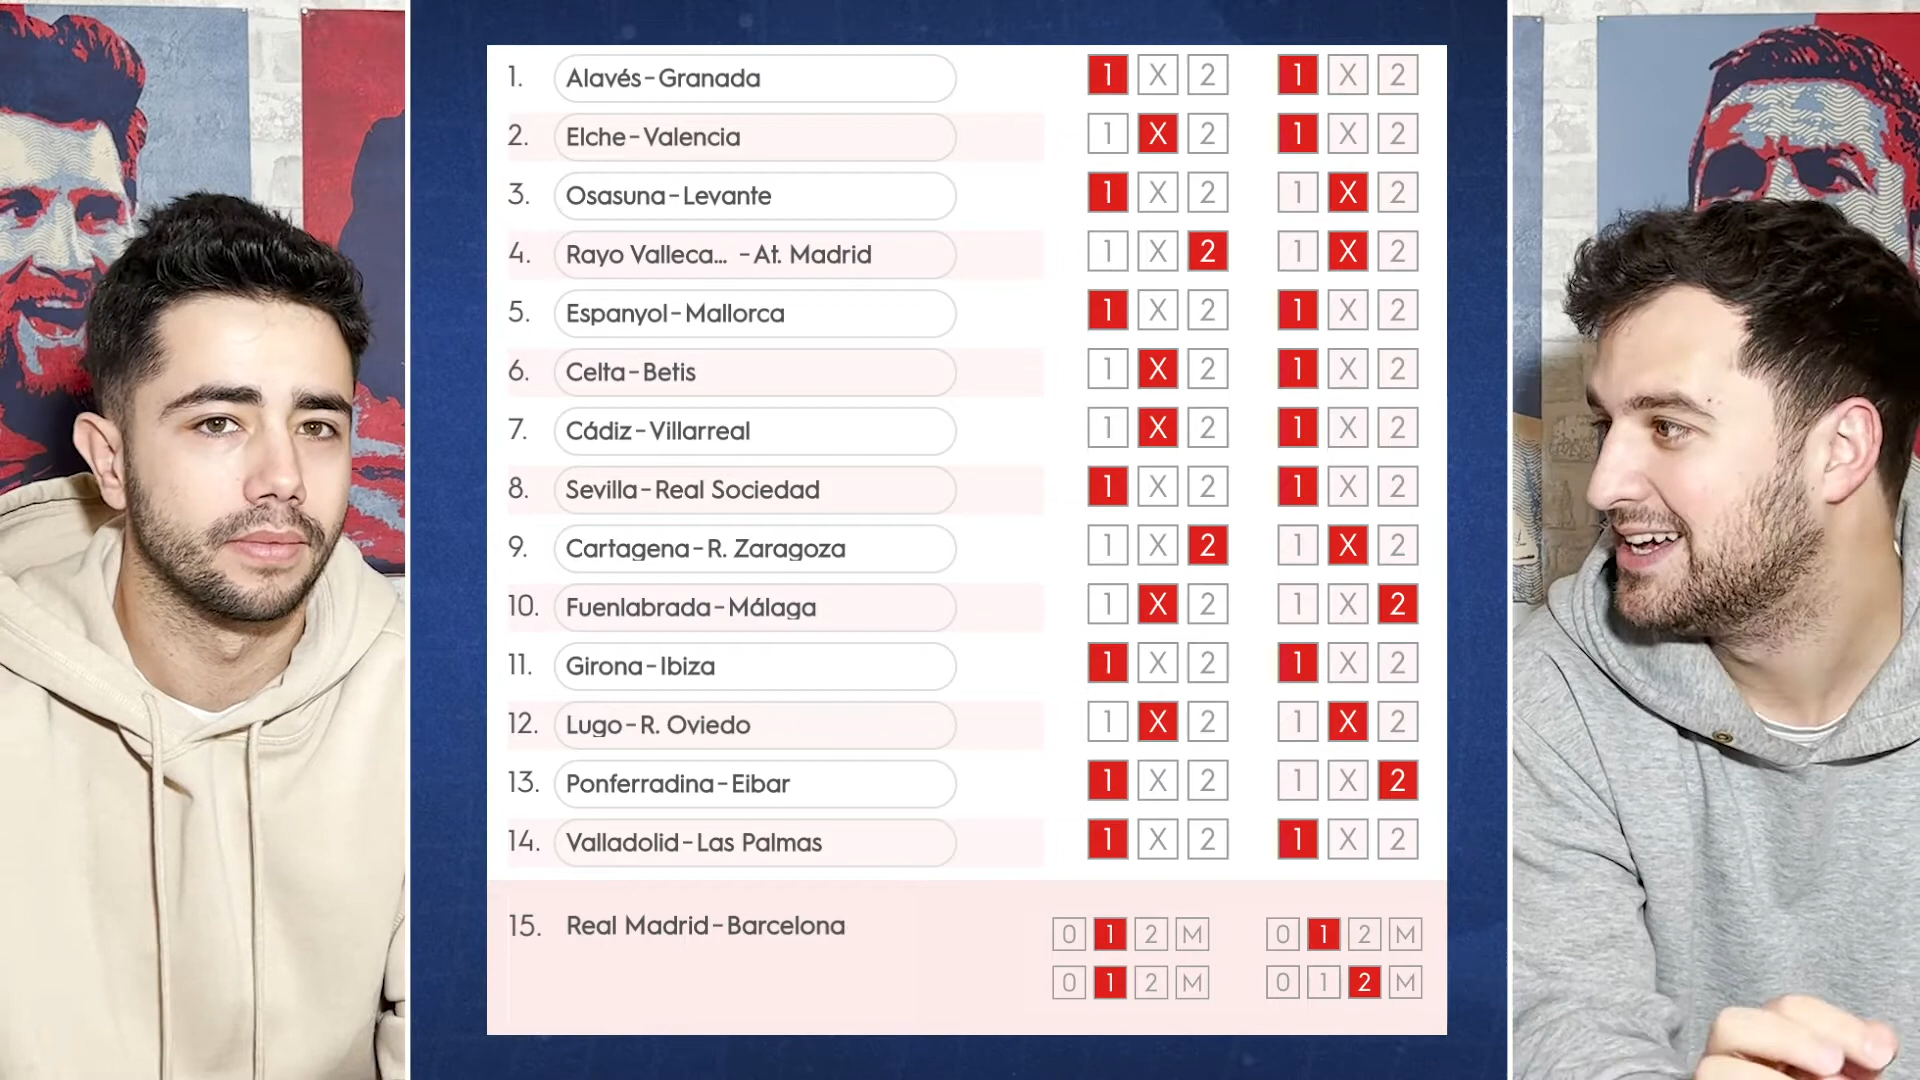 1. Alavés - Granada 1 X 2 1 X 2
2. Elche - Valencia 1 X 2 1 X 2
3. Osasuna - Levante 1 X 2 1 X 2
4. Rayo Valleca... - At. Madrid 1 X 2 1 X 2
5. Espanyol - Mallorca 1 X 2 1 X 2
6. Celta - Betis 1 X 2 1 X 2
7. Cádiz - Villarreal 1 X 2 1 X 2
8. Sevilla - Real Sociedad 1 X 2 1 X 2
9. Cartagena - R. Zaragoza 1 X 2 1 X 2
10. Fuenlabrada - Málaga 1 X 2 1 X 2
11. Girona - Ibiza 1 X 2 1 X 2
12. Lugo - R. Oviedo 1 X 2 1 X 2
13. Ponferradina - Eibar 1 X 2 1 X 2
14. Valladolid - Las Palmas 1 X 2 1 X 2
15. Real Madrid - Barcelona 0 1 2 M 0 1 2 M
0 1 2 M 0 1 2 M